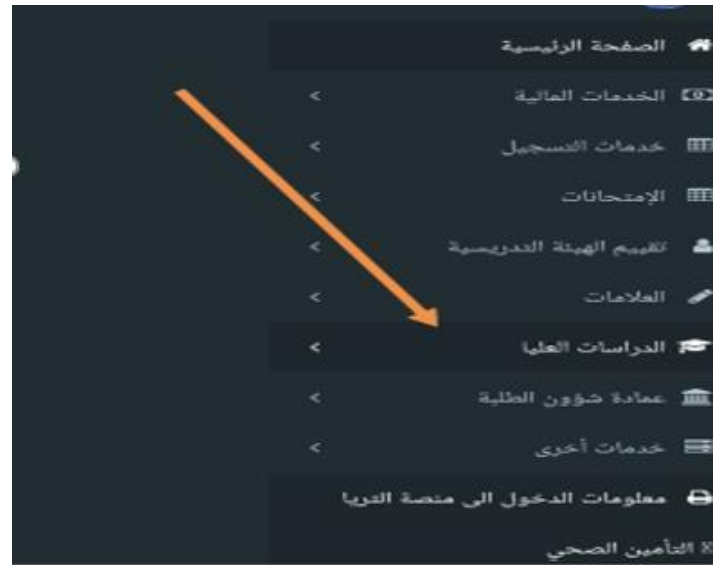 الصفحة الرئيسية
الخدمات المالية
خدمات التسجيل
الإمتحانات
تقييم الهيئة التدريسية
العلامات
الدراسات العليا
عمادة شؤون الطلبة
خدمات أخرى
معلومات الدخول الى منصة الثريا
التأمين الصحي